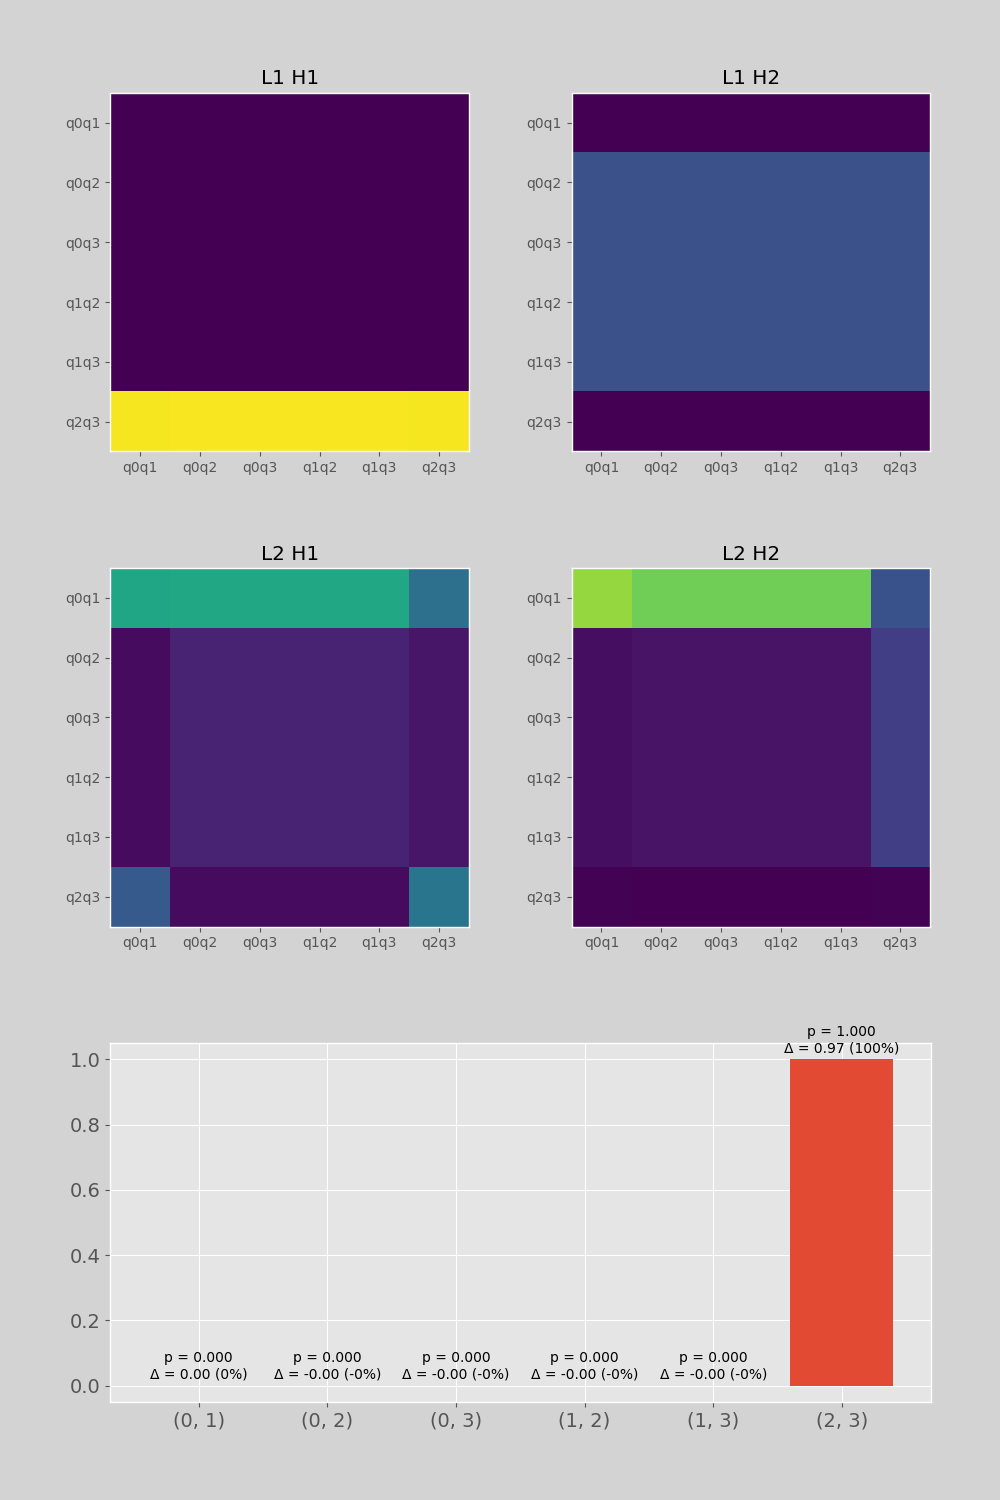 L1 H1
L1 H2
q0q1
q0q2
q0q3
q1q2
q1q3
q2q3
q0q1 q0q2 q0q3 q1q2 q1q3 q2q3
q0q1
q0q2
q0q3
q1q2
q1q3
q2q3
q0q1 q0q2 q0q3 q1q2 q1q3 q2q3
L2 H1
L2 H2
q0q1
q0q2
q0q3
q1q2
q1q3
q2q3
q0q1 q0q2 q0q3 q1q2 q1q3 q2q3
q0q1
q0q2
q0q3
q1q2
q1q3
q2q3
q0q1 q0q2 q0q3 q1q2 q1q3 q2q3
1.0
0.8
0.6
0.4
0.2
0.0
p = 0.000
Δ = 0.00 (0%)
p = 0.000
Δ = -0.00 (-0%)
p = 0.000
Δ = -0.00 (-0%)
p = 0.000
Δ = -0.00 (-0%)
p = 0.000
Δ = -0.00 (-0%)
p = 1.000
Δ = 0.97 (100%)
(0, 1) (0, 2) (0, 3) (1, 2) (1, 3) (2, 3)